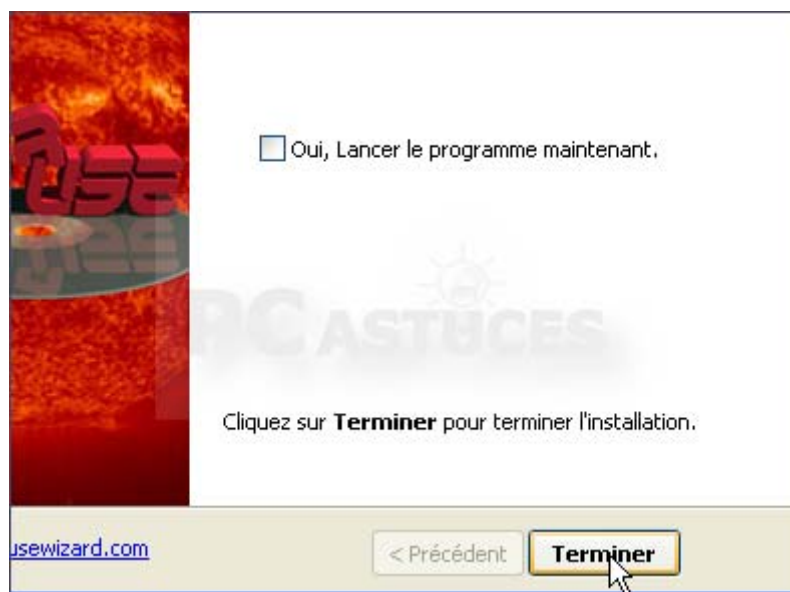 Oui, Lancer le programme maintenant.
PC ASTUCES
Cliquez sur Terminer pour terminer l'installation.
usewizard.com
< Précédent
Terminer